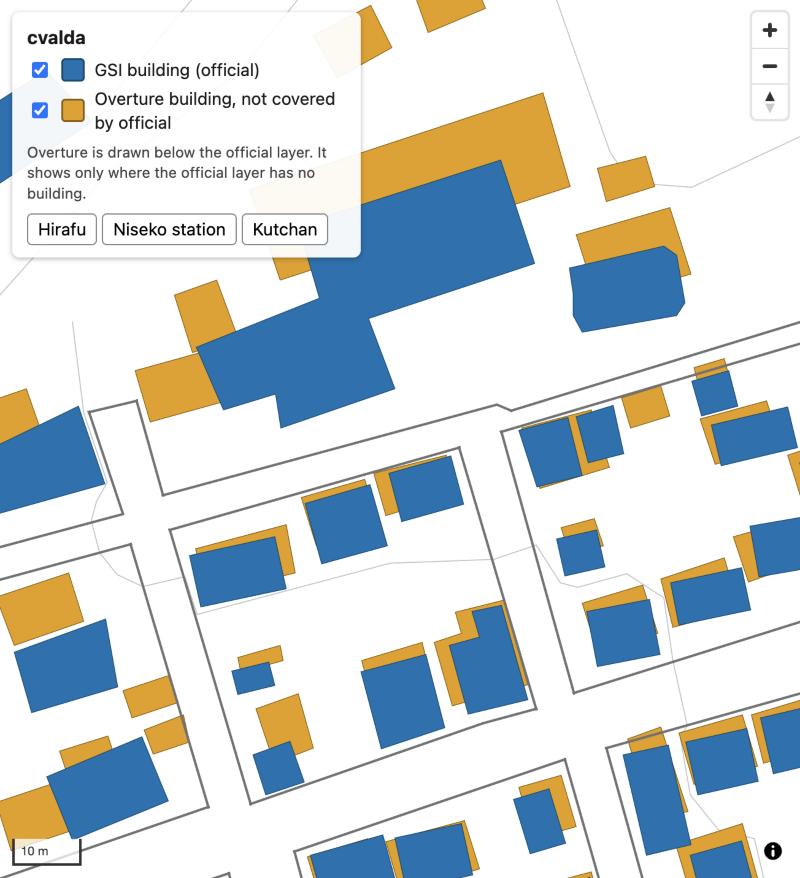 cvalda
GSI building (official)
Overture building, not covered
by official
Overture is drawn below the official layer. It
shows only where the official layer has no
building.
Hirafu
Niseko station
Kutchan
10 m